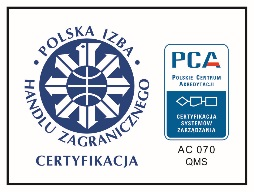 • POLSKA IZBA •
HANDLU ZAGRANICZNEGO
CERTYFIKACJA
PCA
POLSKIE CENTRUM
AKREDYTACJI
CERTYFIKACJA
SYSTEMÓW
ZARZĄDZANIA
AC 070
QMS